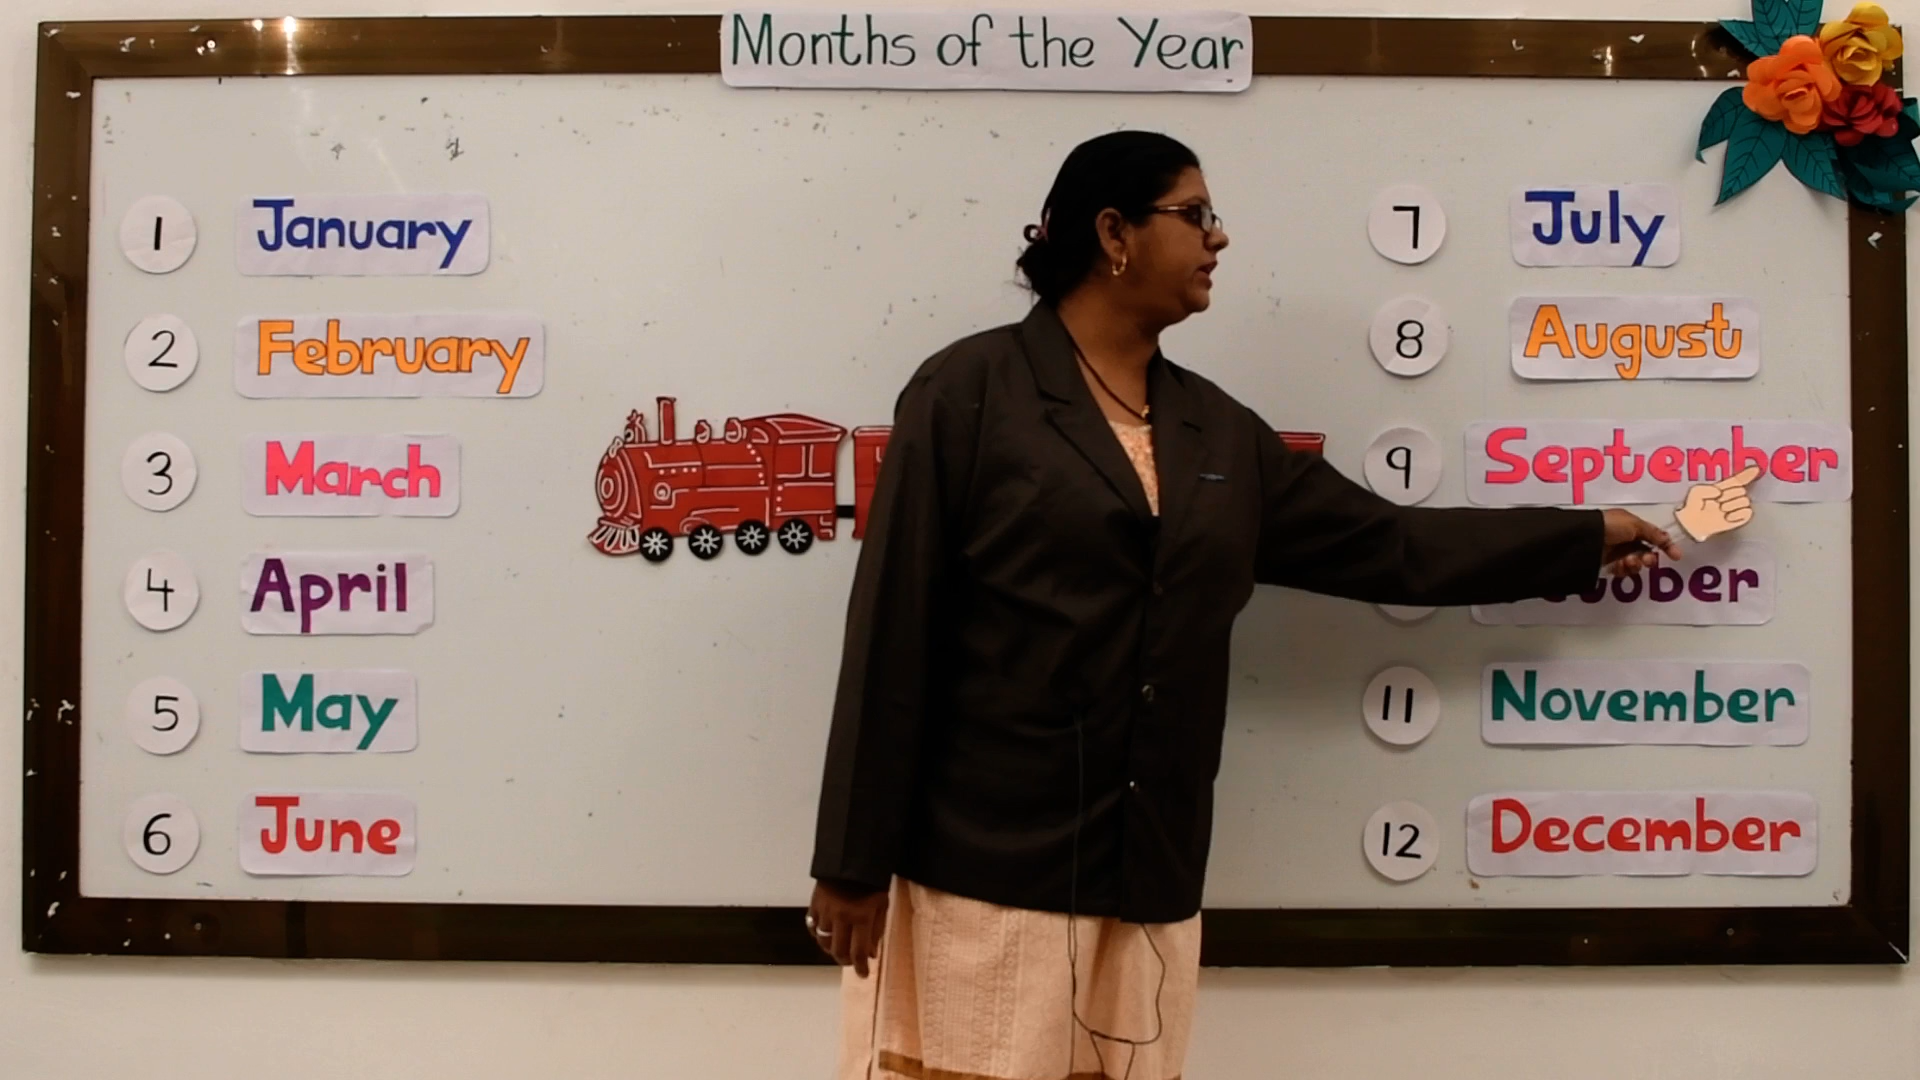 Months of the Year
1 January
2 February
3 March
4 April
5 May
6 June
7 July
8 August
9 September
11 November
12 December